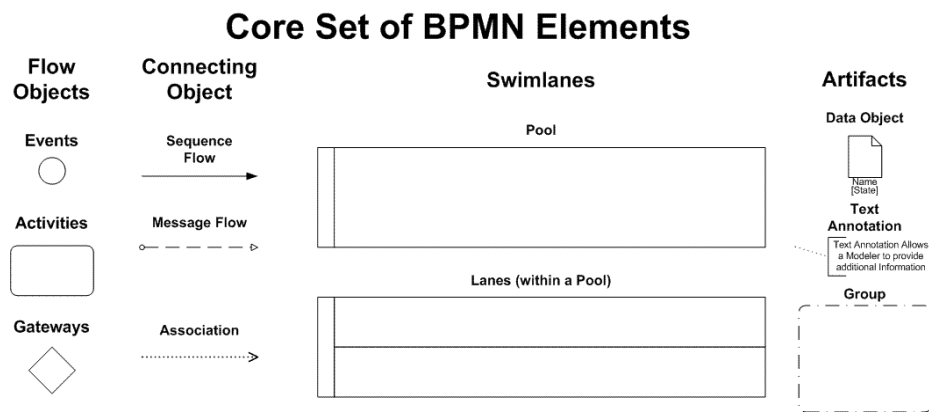 Core Set of BPMN Elements
Flow
Objects
Events
Activities
Gateways
Connecting
Object
Sequence
Flow
Message Flow
Association
Swimlanes
Pool
Lanes (within a Pool)
Artifacts
Data Object
Name
[State]
Text
Annotation
Text Annotation Allows
a Modeler to provide
additional Information
Group